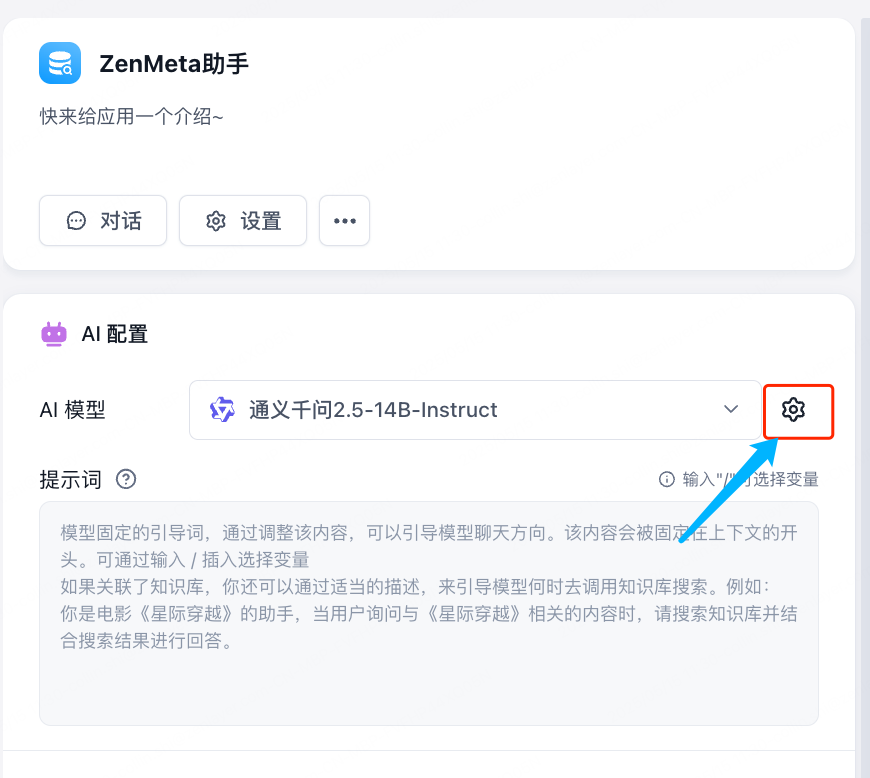 ZenMeta助手
快来给应用一个介绍~
对话
设置
AI 配置
AI 模型
通义千问2.5-14B-Instruct
提示词
输入"/"可选择变量
模型固定的引导词，通过调整该内容，可以引导模型聊天方向。该内容会被固定在上下文的开
头。可通过输入 / 插入选择变量
如果关联了知识库，你还可以通过适当的描述，来引导模型何时去调用知识库搜索。例如：
你是电影《星际穿越》的助手，当用户询问与《星际穿越》相关的内容时，请搜索知识库并结
合搜索结果进行回答。